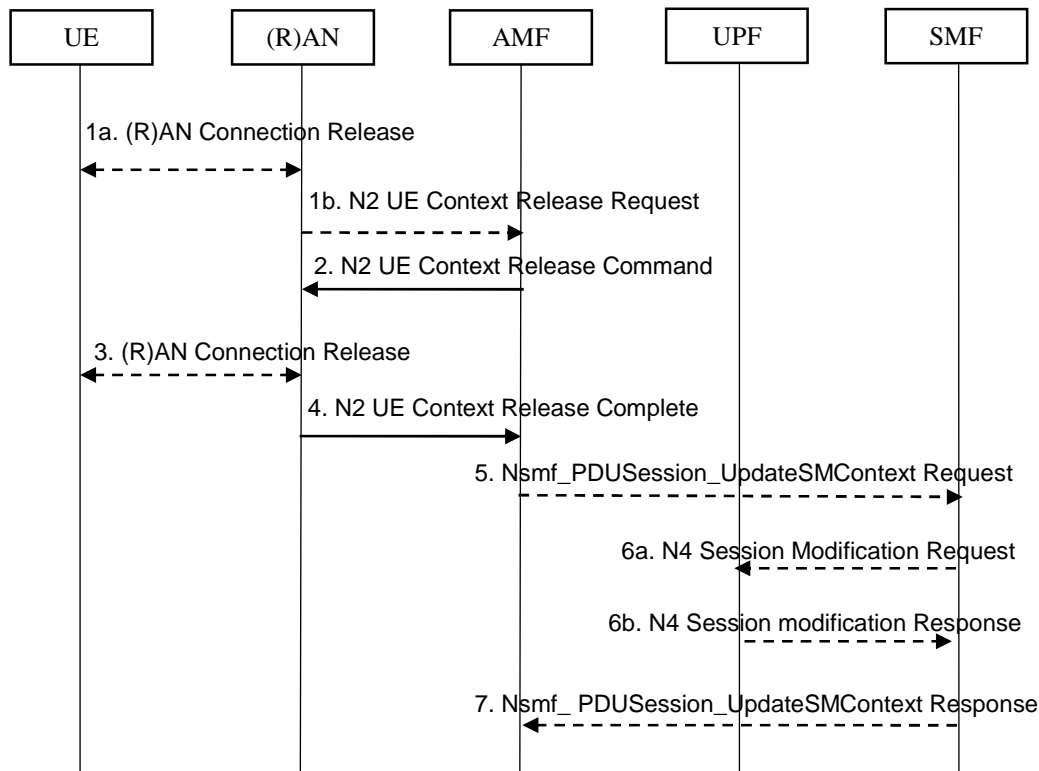 UE
(R)AN
AMF
UPF
SMF
1a. (R)AN Connection Release
1b. N2 UE Context Release Request
2. N2 UE Context Release Command
3. (R)AN Connection Release
4. N2 UE Context Release Complete
5. Nsmf_PDUSession_UpdateSMContext Request
6a. N4 Session Modification Request
6b. N4 Session modification Response
7. Nsmf_ PDUSession_UpdateSMContext Response